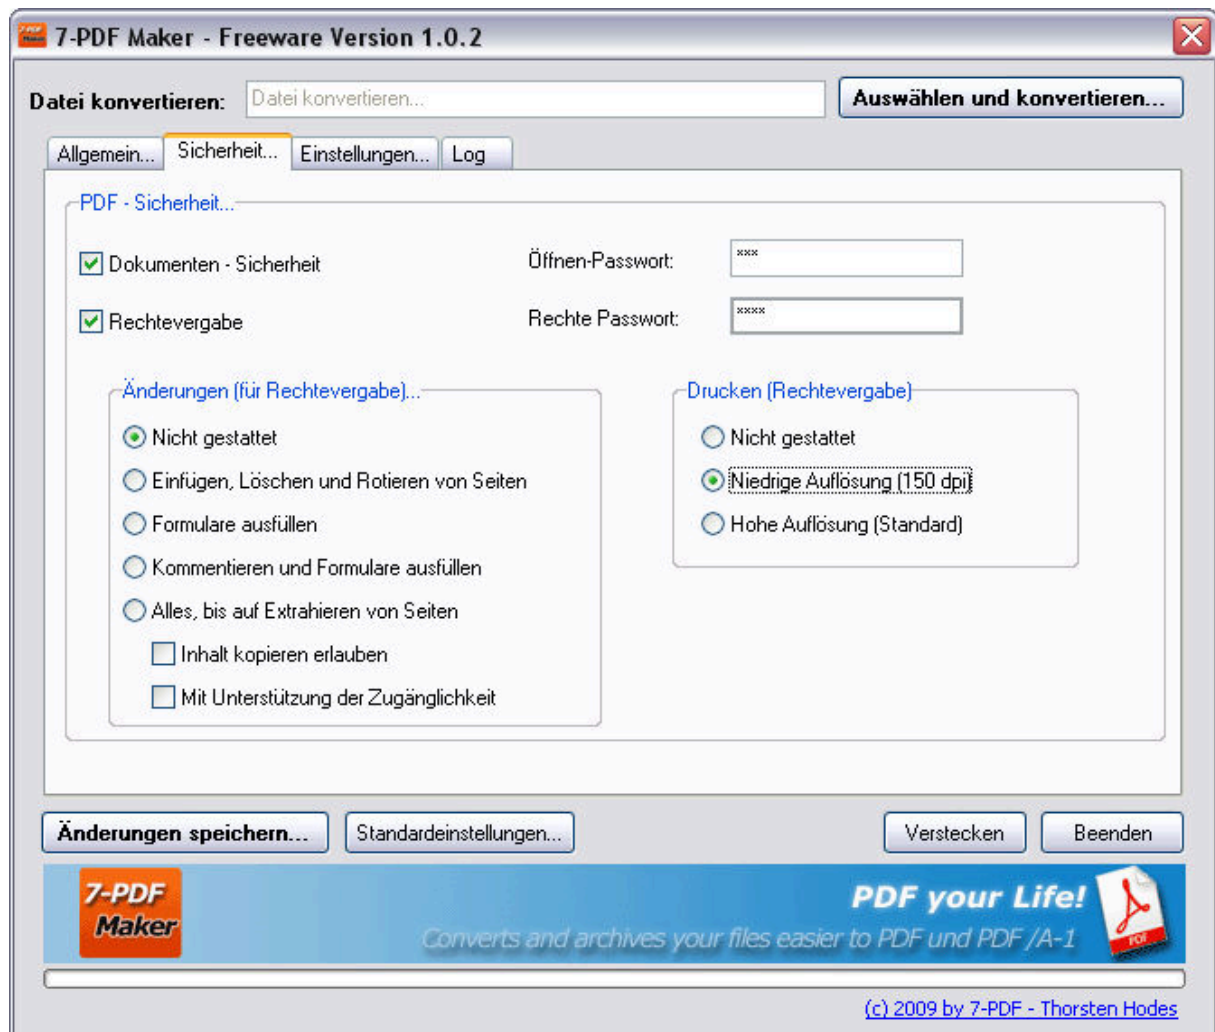 7-PDF Maker - Freeware Version 1.0.2
Datei konvertieren: Datei konvertieren... Auswählen und konvertieren...
Allgemein... Sicherheit... Einstellungen... Log
PDF - Sicherheit...
Dokumenten - Sicherheit Öffnen-Passwort: ***
Rechtevergabe Rechte Passwort: ****
Änderungen (für Rechtevergabe)... Drucken (Rechtevergabe)
Nicht gestattet Nicht gestattet
Einfügen, Löschen und Rotieren von Seiten Niedrige Auflösung (150 dpi)
Formulare ausfüllen Hohe Auflösung (Standard)
Kommentieren und Formulare ausfüllen
Alles, bis auf Extrahieren von Seiten
Inhalt kopieren erlauben
Mit Unterstützung der Zugänglichkeit
Änderungen speichern... Standardeinstellungen... Verstecken Beenden
7-PDF Maker PDF your Life!
Converts and archives your files easier to PDF und PDF /A-1
PDF
(c) 2009 by 7-PDF - Thorsten Hodes